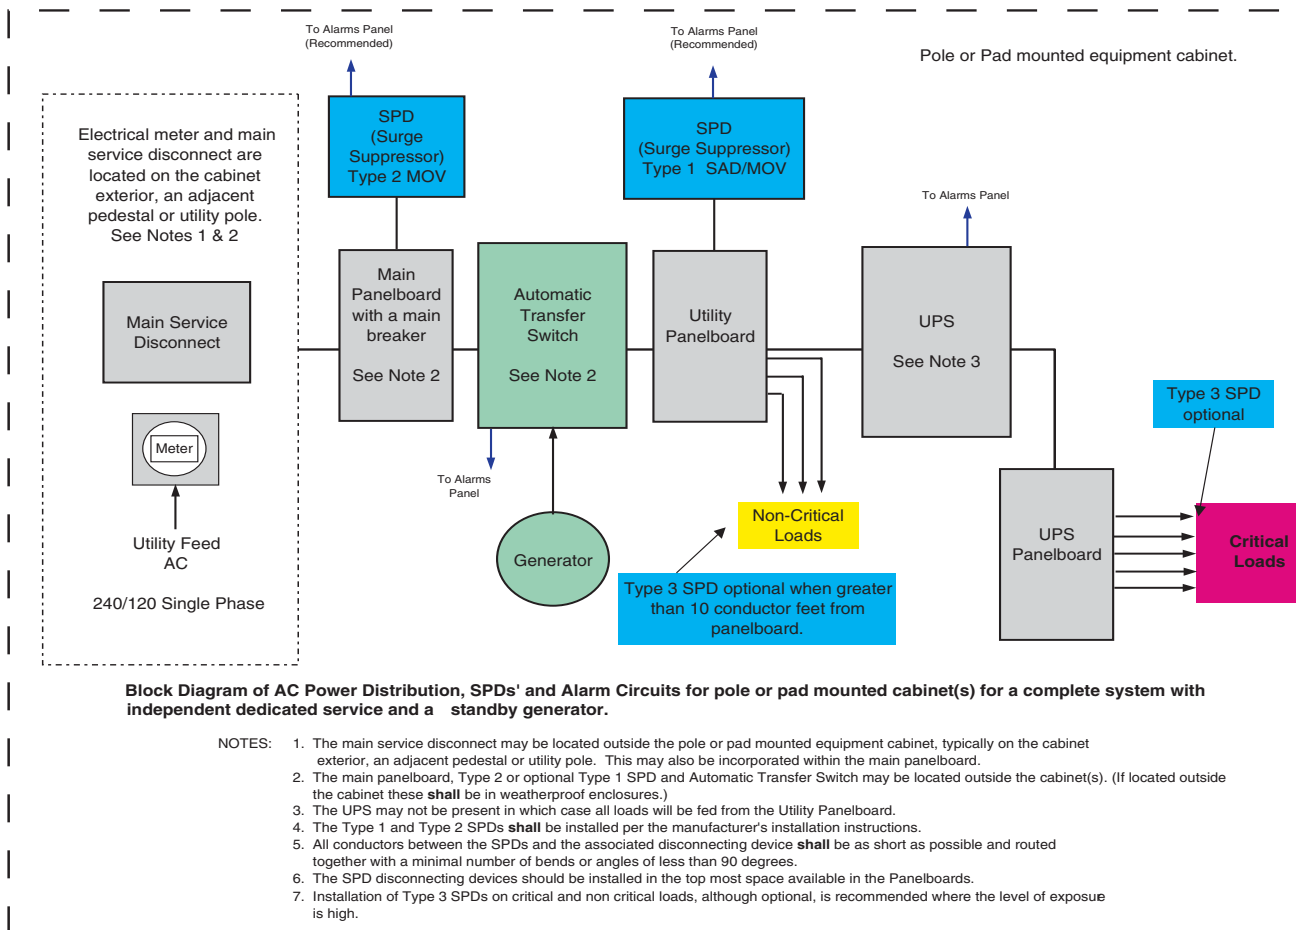 To Alarms Panel
(Recommended)
To Alarms Panel
(Recommended)
Pole or Pad mounted equipment cabinet.
Electrical meter and main
service disconnect are
located on the cabinet
exterior, an adjacent
pedestal or utility pole.
See Notes 1 & 2
SPD
(Surge
Suppressor)
Type 2 MOV
SPD
(Surge Suppressor)
Type 1 SAD/MOV
To Alarms Panel
Main Service
Disconnect
Main
Panelboard
with a main
breaker
See Note 2
Automatic
Transfer
Switch
See Note 2
Utility
Panelboard
UPS
See Note 3
Type 3 SPD
optional
Meter
To Alarms
Panel
Utility Feed
AC
240/120 Single Phase
Generator
Non-Critical
Loads
Type 3 SPD optional when greater
than 10 conductor feet from
panelboard.
UPS
Panelboard
Critical
Loads
Block Diagram of AC Power Distribution, SPDs' and Alarm Circuits for pole or pad mounted cabinet(s) for a complete system with
independent dedicated service and a standby generator.
NOTES: 1. The main service disconnect may be located outside the pole or pad mounted equipment cabinet, typically on the cabinet
exterior, an adjacent pedestal or utility pole. This may also be incorporated within the main panelboard.
2. The main panelboard, Type 2 or optional Type 1 SPD and Automatic Transfer Switch may be located outside the cabinet(s). (If located outside
the cabinet these shall be in weatherproof enclosures.)
3. The UPS may not be present in which case all loads will be fed from the Utility Panelboard.
4. The Type 1 and Type 2 SPDs shall be installed per the manufacturer's installation instructions.
5. All conductors between the SPDs and the associated disconnecting device shall be as short as possible and routed
together with a minimal number of bends or angles of less than 90 degrees.
6. The SPD disconnecting devices should be installed in the top most space available in the Panelboards.
7. Installation of Type 3 SPDs on critical and non critical loads, although optional, is recommended where the level of exposure
is high.